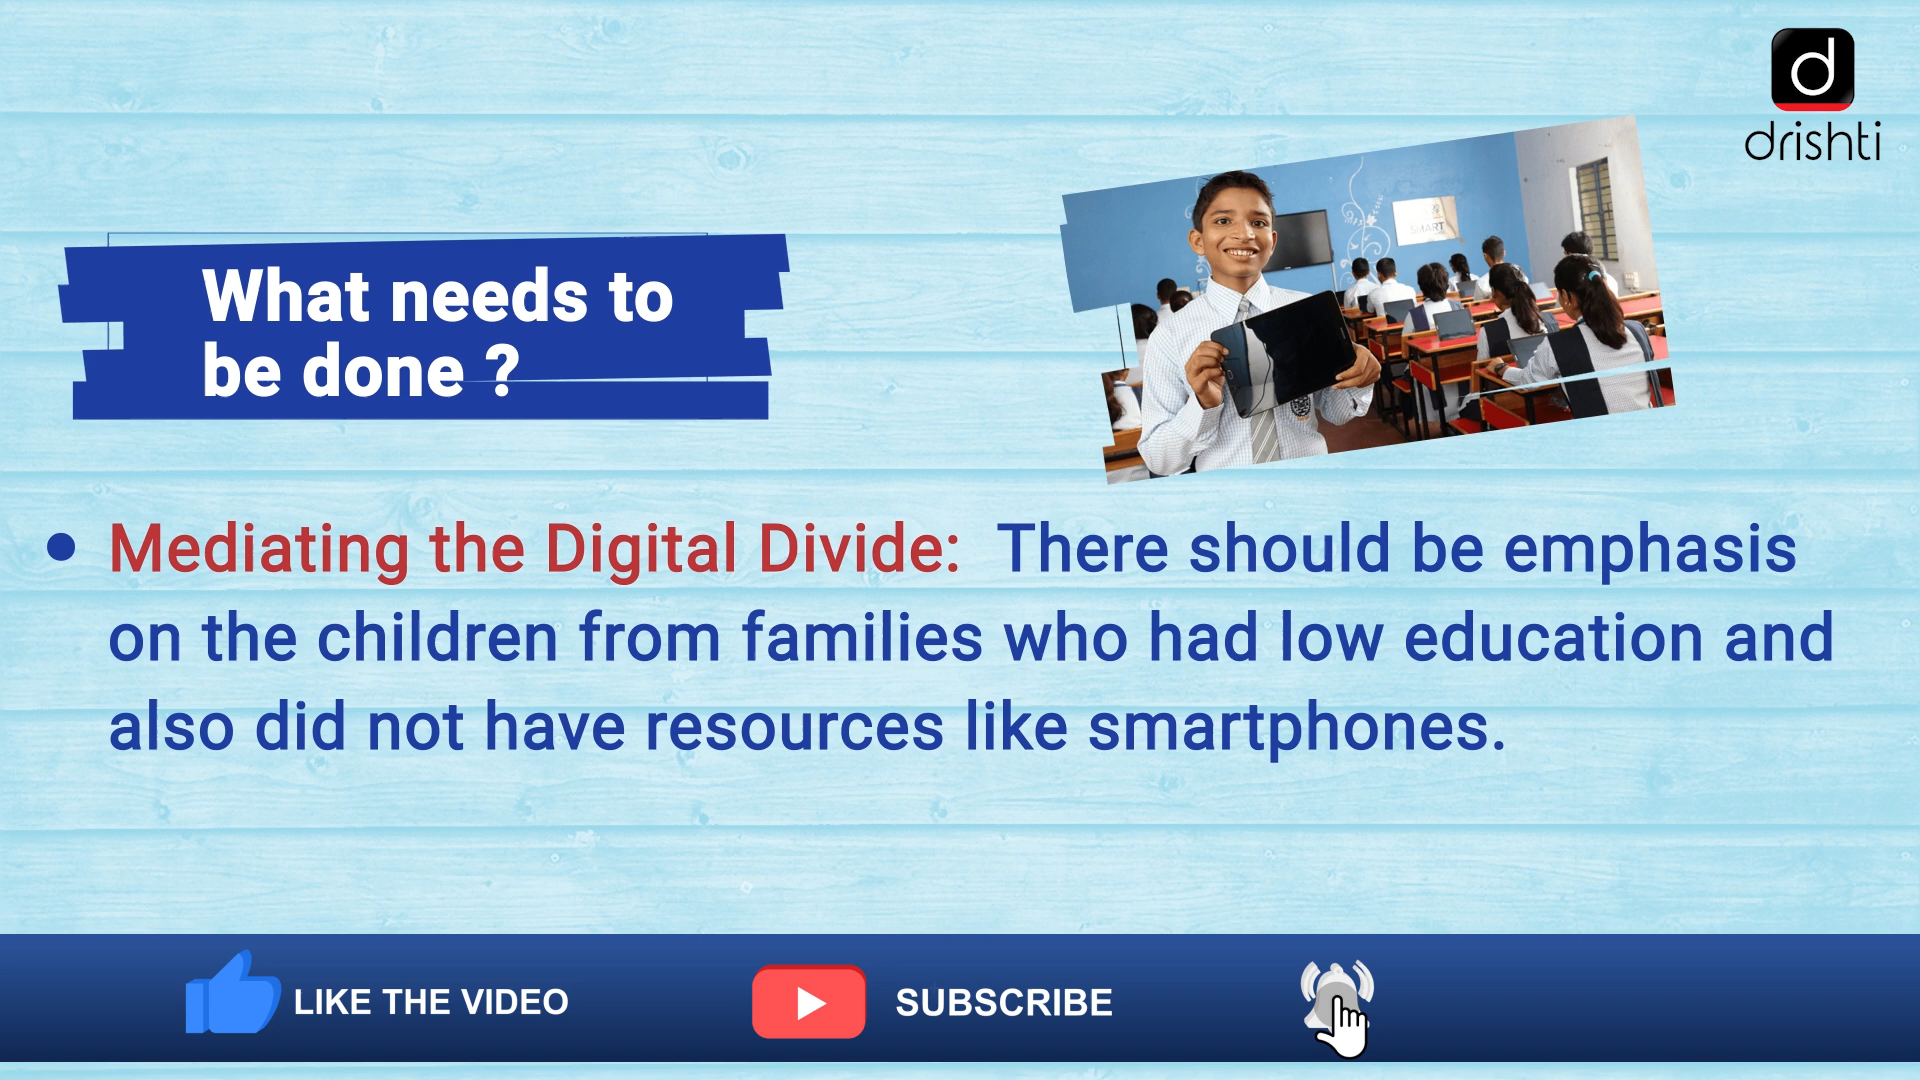 d
drishti
SMART
What needs to
be done ?
• Mediating the Digital Divide: There should be emphasis
on the children from families who had low education and
also did not have resources like smartphones.
LIKE THE VIDEO
SUBSCRIBE